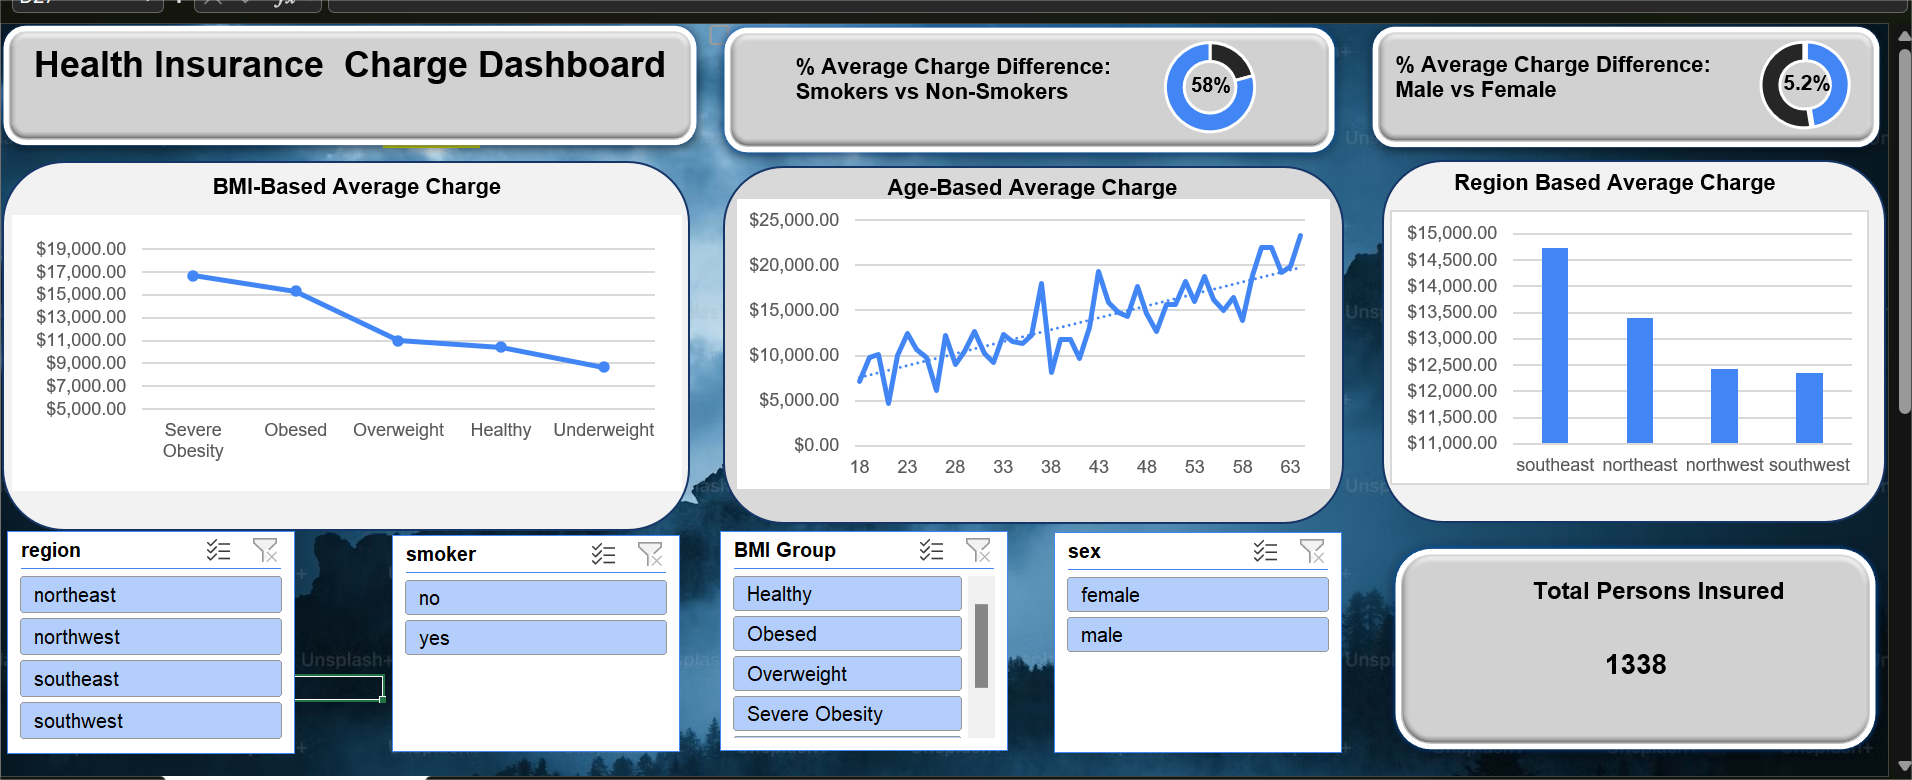 Health Insurance  Charge Dashboard
% Average Charge Difference:
Smokers vs Non-Smokers
58%
% Average Charge Difference:
Male vs Female
5.2%
BMI-Based Average Charge
$19,000.00
$17,000.00
$15,000.00
$13,000.00
$11,000.00
$9,000.00
$7,000.00
$5,000.00
Severe
Obesity
Obesed
Overweight
Healthy
Underweight
Age-Based Average Charge
$25,000.00
$20,000.00
$15,000.00
$10,000.00
$5,000.00
$0.00
18 23 28 33 38 43 48 53 58 63
Region Based Average Charge
$15,000.00
$14,500.00
$14,000.00
$13,500.00
$13,000.00
$12,500.00
$12,000.00
$11,500.00
$11,000.00
southeast northeast northwest southwest
region
northeast
northwest
southeast
southwest
Unsplash+
smoker
no
yes
BMI Group
Healthy
Obesed
Overweight
Severe Obesity
sex
female
male
Total Persons Insured
1338